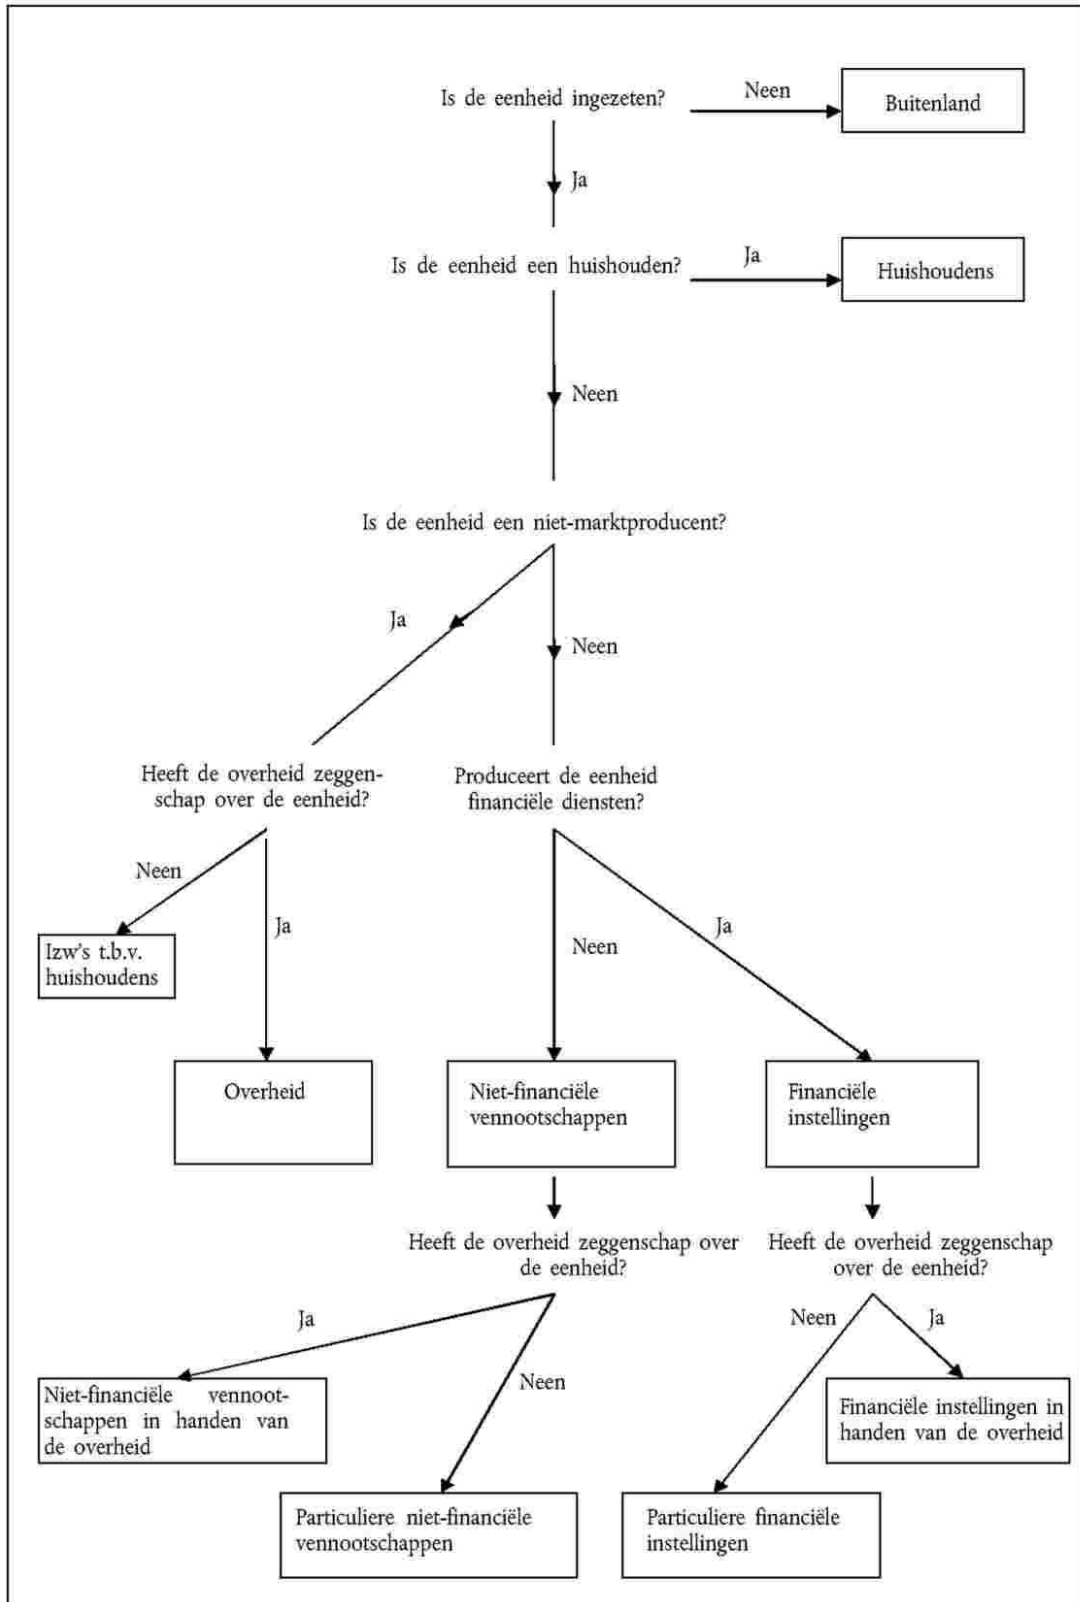 Is de eenheid ingezeten?
Neen
Buitenland
Ja
Is de eenheid een huishouden?
Ja
Huishoudens
Neen
Is de eenheid een niet-marktproducent?
Ja
Neen
Heeft de overheid zeggen-
schap over de eenheid?
Produceert de eenheid
financiële diensten?
Neen
Ja
Neen
Ja
Izw's t.b.v.
huishoudens
Overheid
Niet-financiële
vennootschappen
Financiële
instellingen
Heeft de overheid zeggenschap over
de eenheid?
Heeft de overheid zeggenschap
over de eenheid?
Ja
Neen
Neen
Ja
Niet-financiële vennoot-
schappen in handen van
de overheid
Financiële instellingen in
handen van de overheid
Particuliere niet-financiële
vennootschappen
Particuliere financiële
instellingen